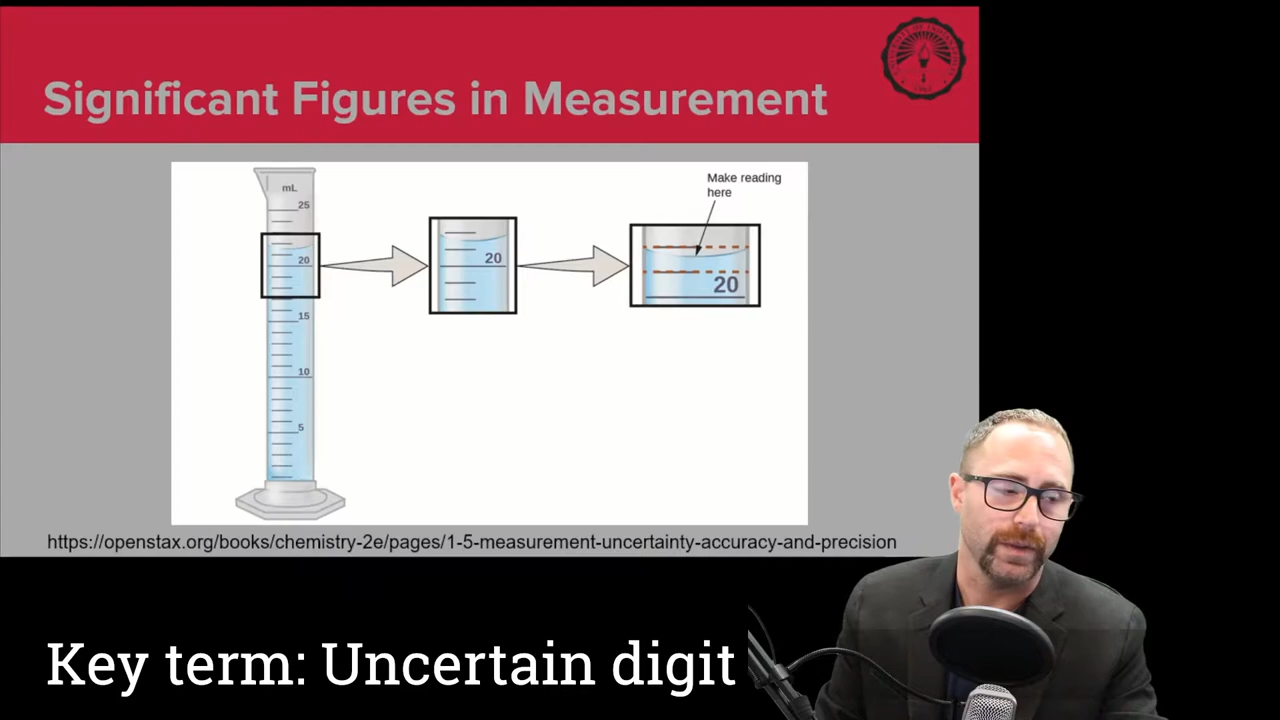 Significant Figures in Measurement
Make reading
here
mL
25
20
15
10
5
20
20
https://openstax.org/books/chemistry-2e/pages/1-5-measurement-uncertainty-accuracy-and-precision
Key term: Uncertain digit